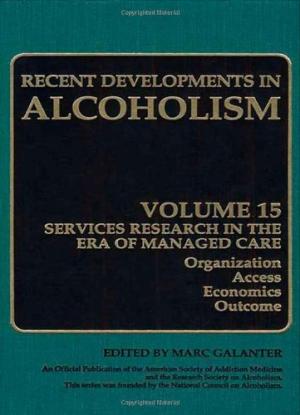 RECENT DEVELOPMENTS IN
ALCOHOLISM
VOLUME 15
SERVICES RESEARCH IN THE
ERA OF MANAGED CARE
Organization
Access
Economics
Outcome
EDITED BY MARC GALANTER
An Official Publication of the American Society of Addiction Medicine
and the Research Society on Alcoholism.
This series was founded by the National Council on Alcoholism.